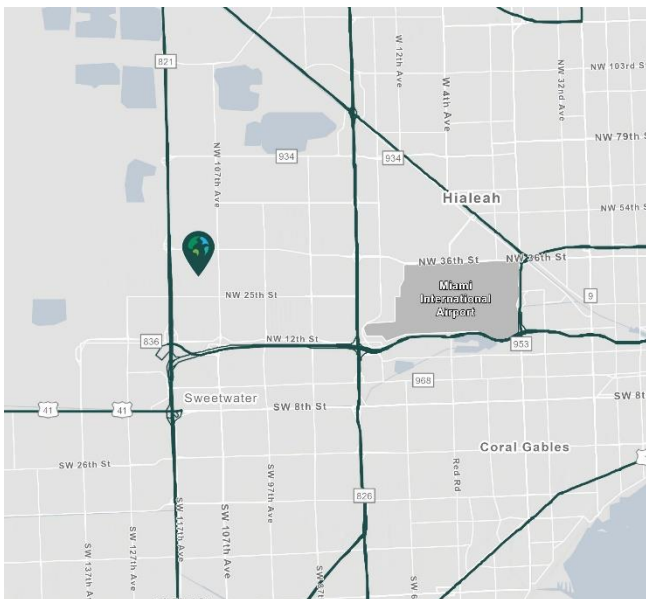 821
W 12th Ave
W 4th Ave
NW 32nd Ave
NW 103rd St
NW 107th Ave
934
934
NW 79th St
Hialeah
NW 54th St
NW 36th St
NW 36th St
Miami
International
Airport
NW 25th St
9
836
NW 12th St
953
968
Sweetwater
41
41
SW 8th St
SW 8t
Coral Gables
SW 26th St
Red Rd
SW 97th Ave
826
SW 117th Ave
SW 107th Ave
SW 127th Ave
SW 137th Ave